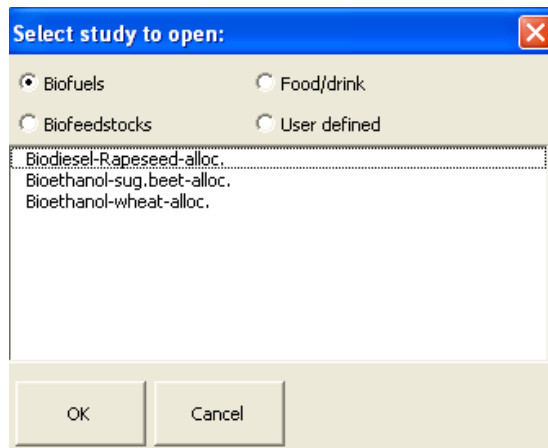 Select study to open:
Biofuels Food/drink
Biofeedstocks User defined
Biodiesel-Rapeseed-alloc.
Bioethanol-sug.beet-alloc.
Bioethanol-wheat-alloc.
OK Cancel